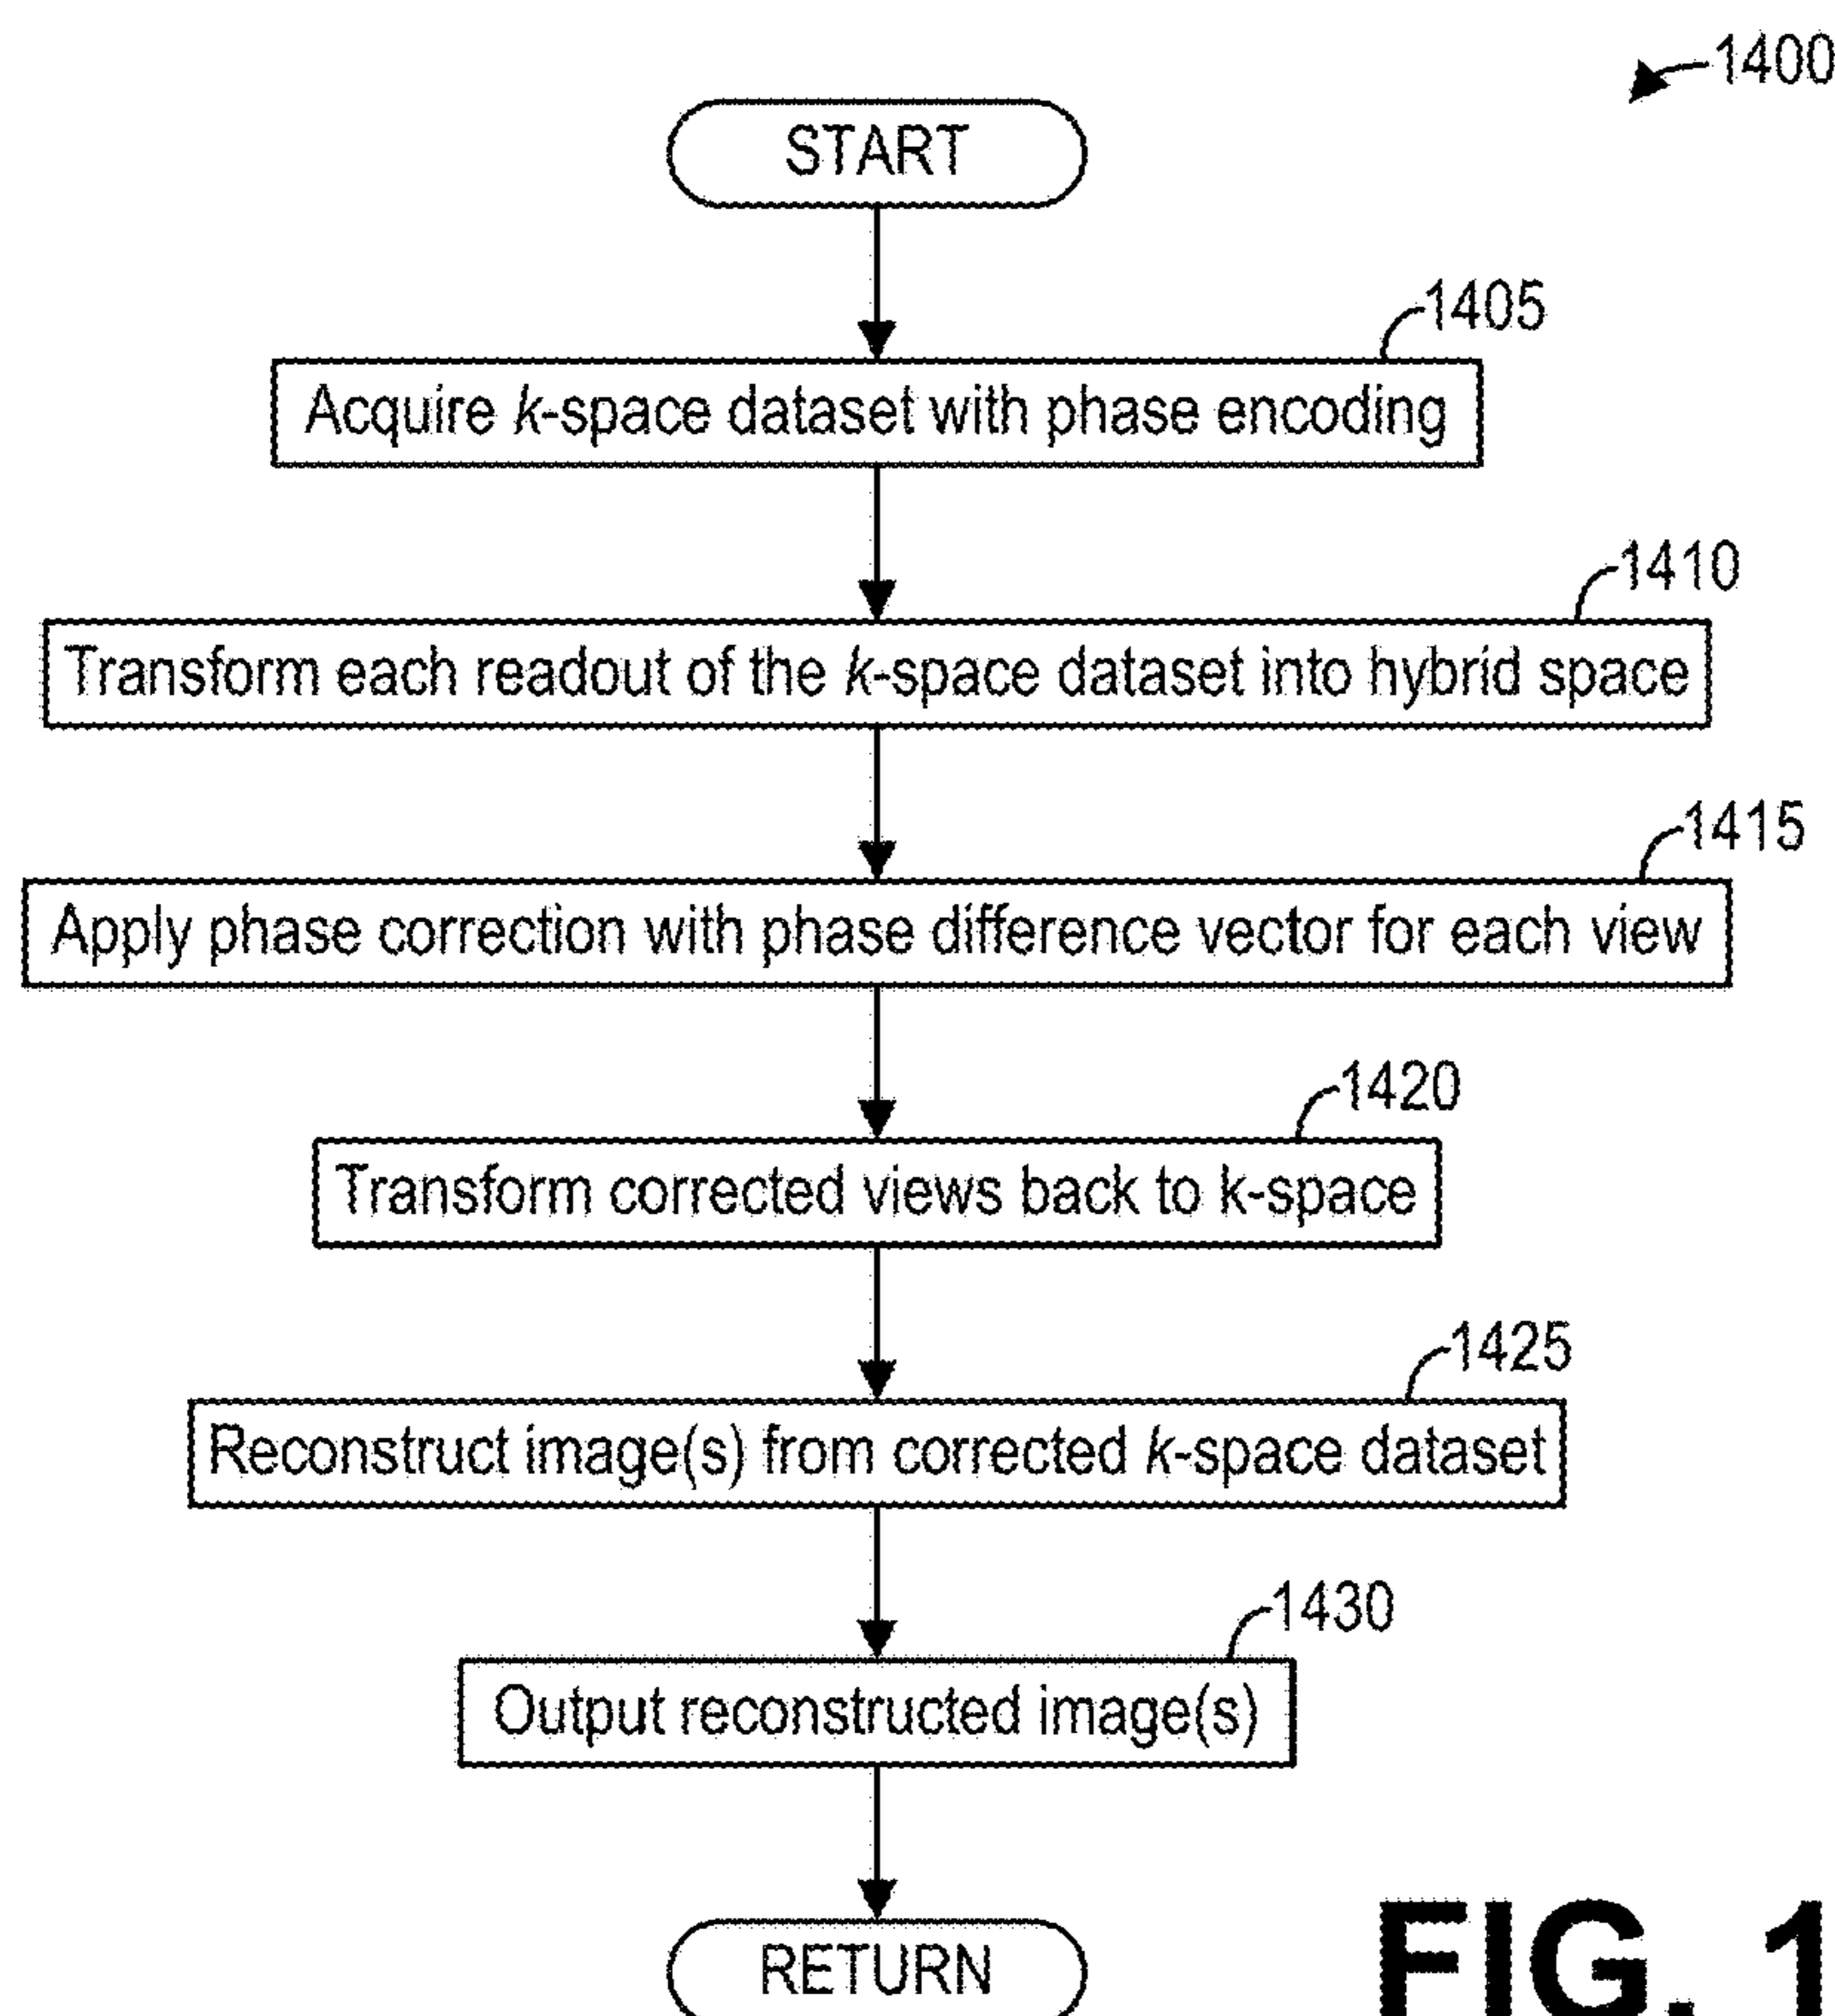 1400
START
1405
Acquire k-space dataset with phase encoding
1410
Transform each readout of the k-space dataset into hybrid space
1415
Apply phase correction with phase difference vector for each view
1420
Transform corrected views back to k-space
1425
Reconstruct image(s) from corrected k-space dataset
1430
Output reconstructed image(s)
RETURN
FIG. 1